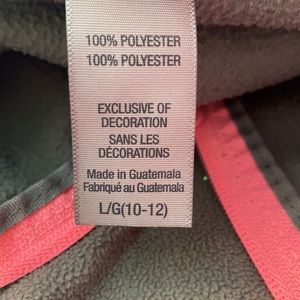 100% POLYESTER
100% POLYESTER
EXCLUSIVE OF
DECORATION
SANS LES
DÉCORATIONS
Made in Guatemala
Fabriqué au Guatemala
L/G(10-12)